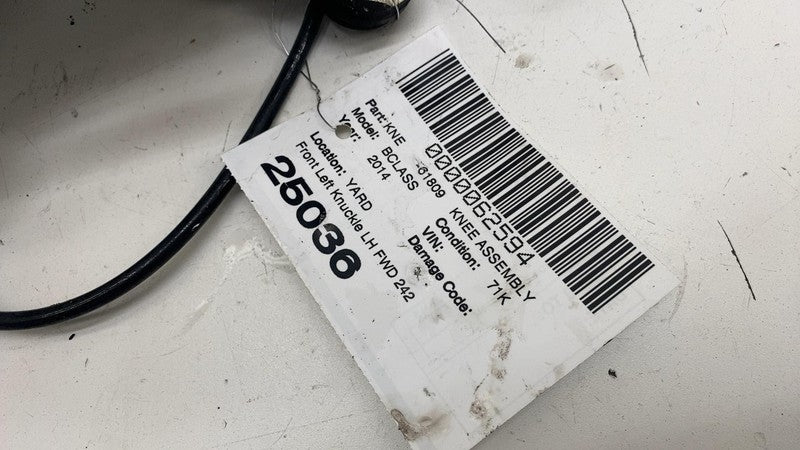 0000062594
Part: KNE -61809 KNEE ASSEMBLY
Model: BCLASS Condition: 71K
Year: 2014 VIN:
Damage Code:
Location: YARD
Front Left Knuckle LH FWD 242
25036